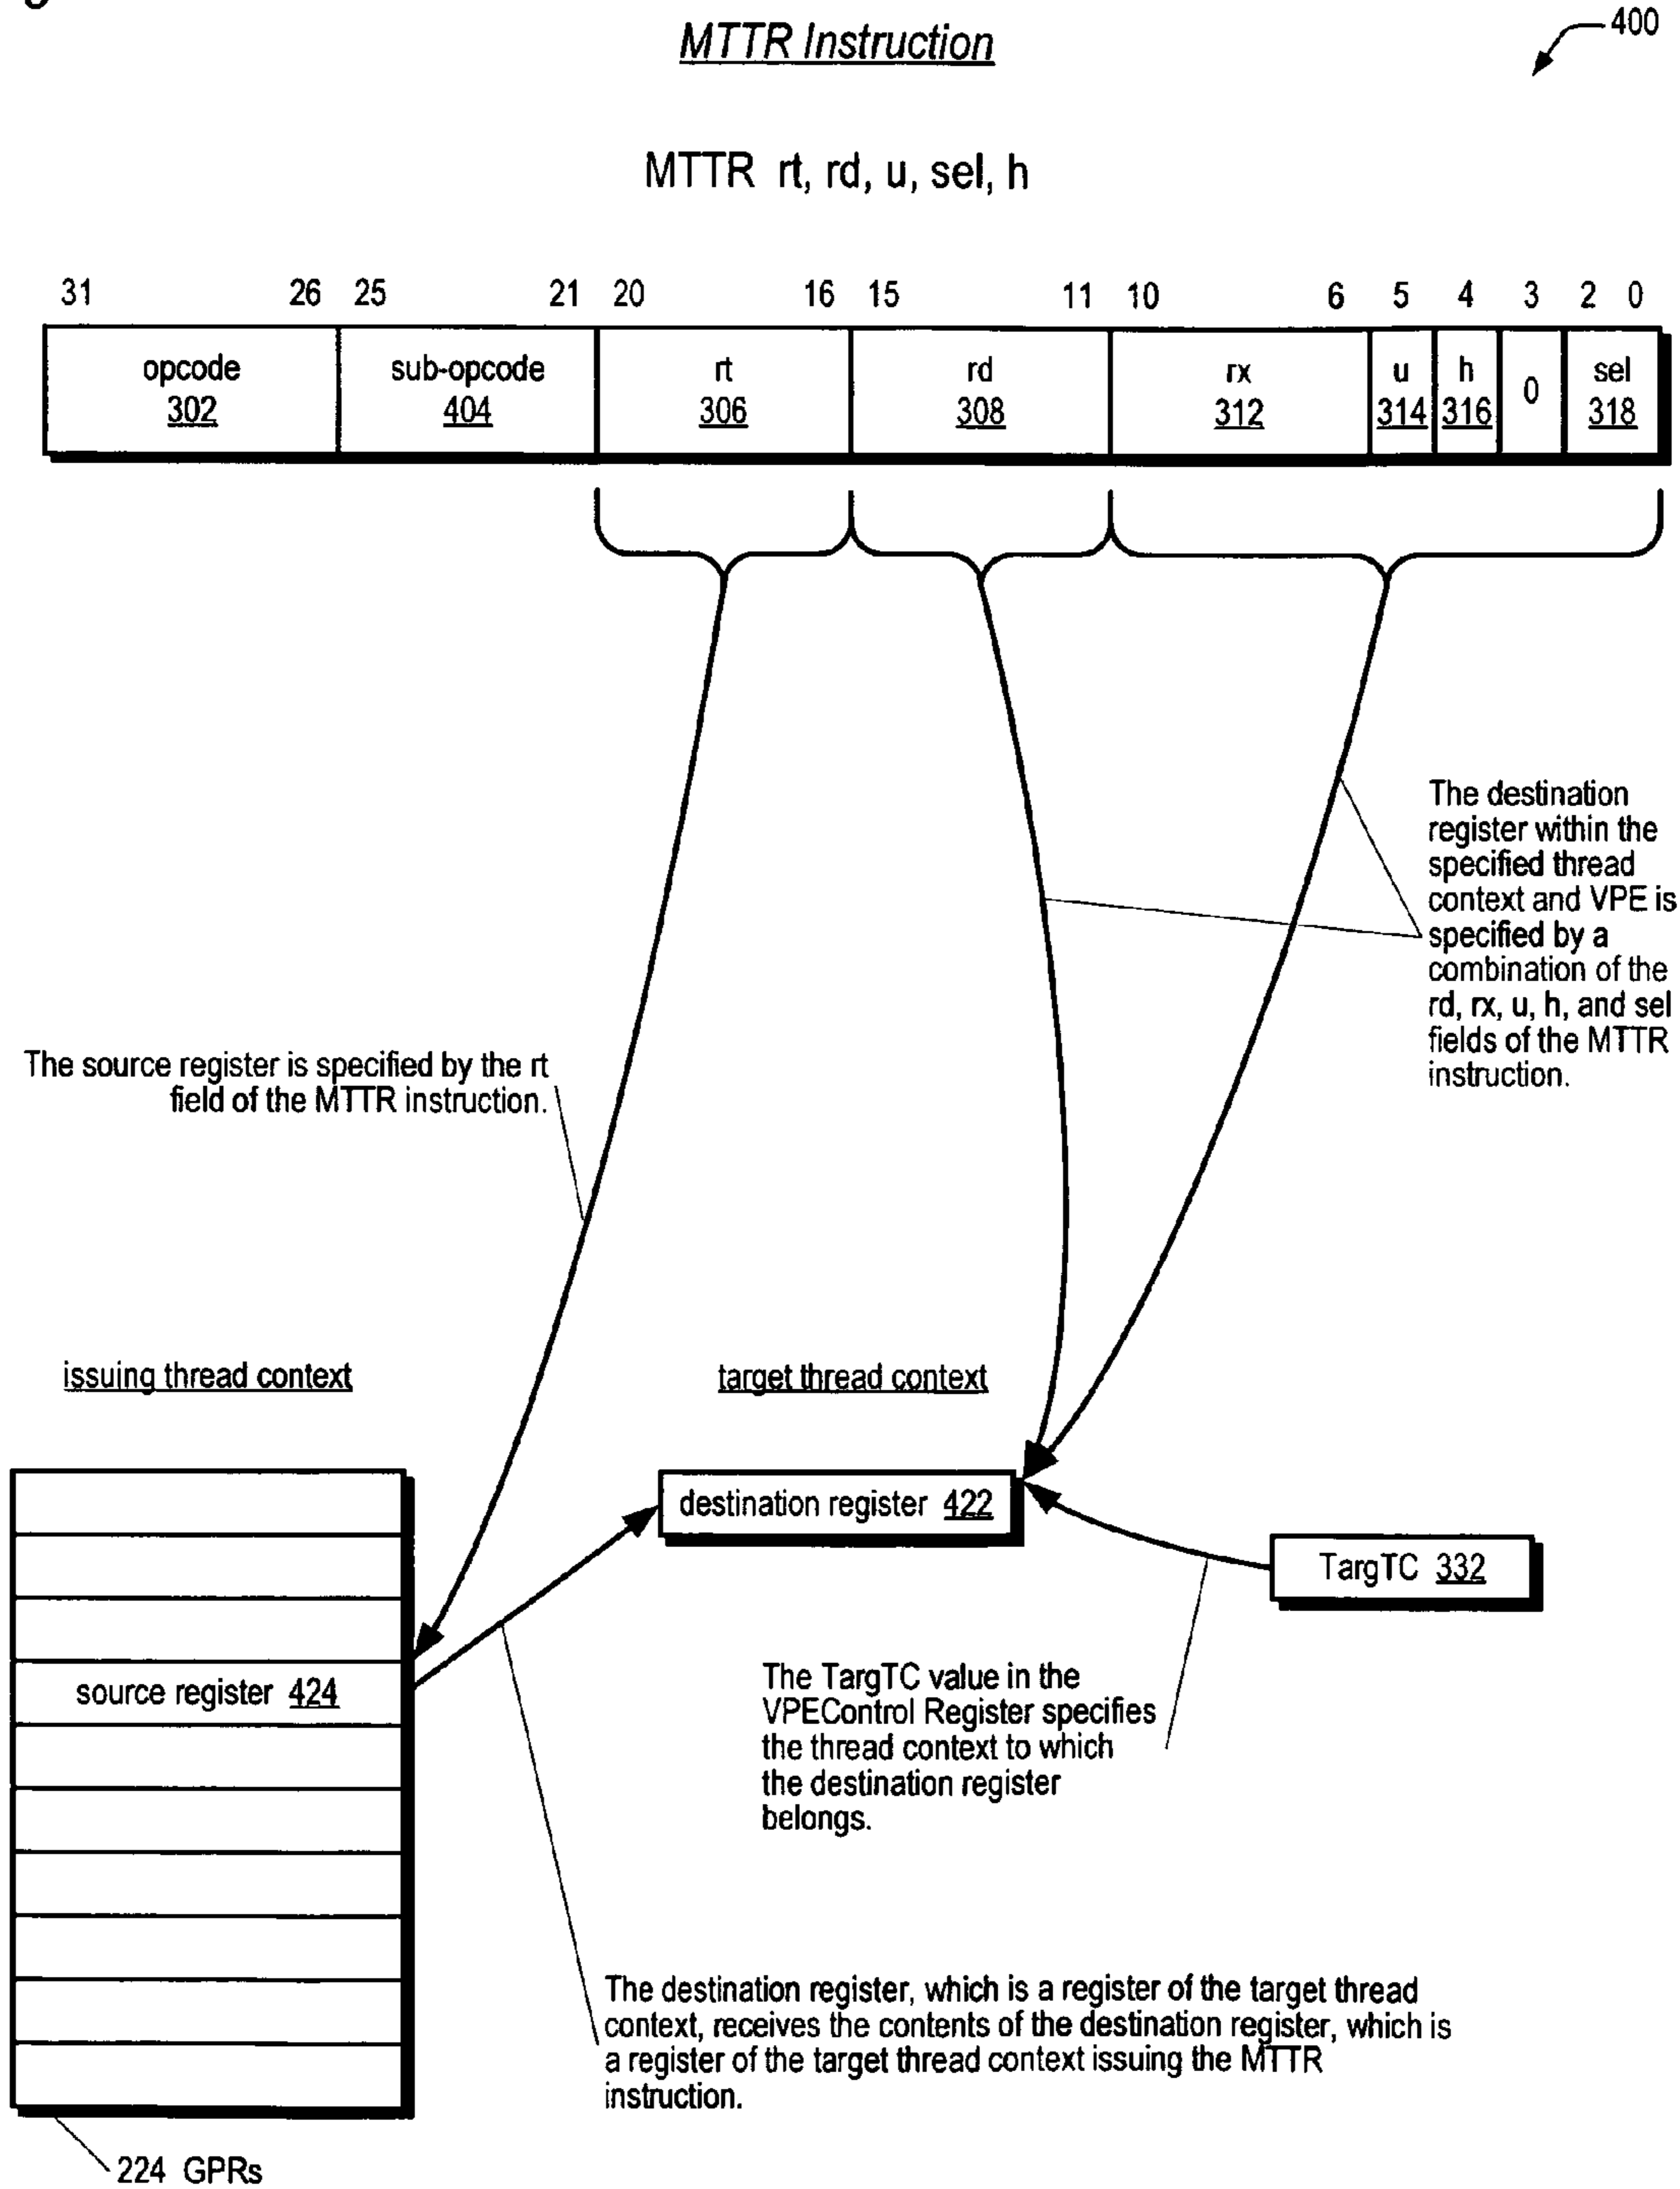 MTTR Instruction
400
MTTR rt, rd, u, sel, h
31 26 25 21 20 16 15 11 10 6 5 4 3 2 0
opcode sub-opcode rt rd rx u h 0 sel
302 404 306 308 312 314 316 318
The destination
register within the
specified thread
context and VPE is
specified by a
combination of the
rd, rx, u, h, and sel
fields of the MTTR
instruction.
The source register is specified by the rt
field of the MTTR instruction.
issuing thread context
target thread context
destination register 422
TargTC 332
source register 424
The TargTC value in the
VPEControl Register specifies
the thread context to which
the destination register
belongs.
The destination register, which is a register of the target thread
context, receives the contents of the destination register, which is
a register of the target thread context issuing the MTTR
instruction.
224 GPRs